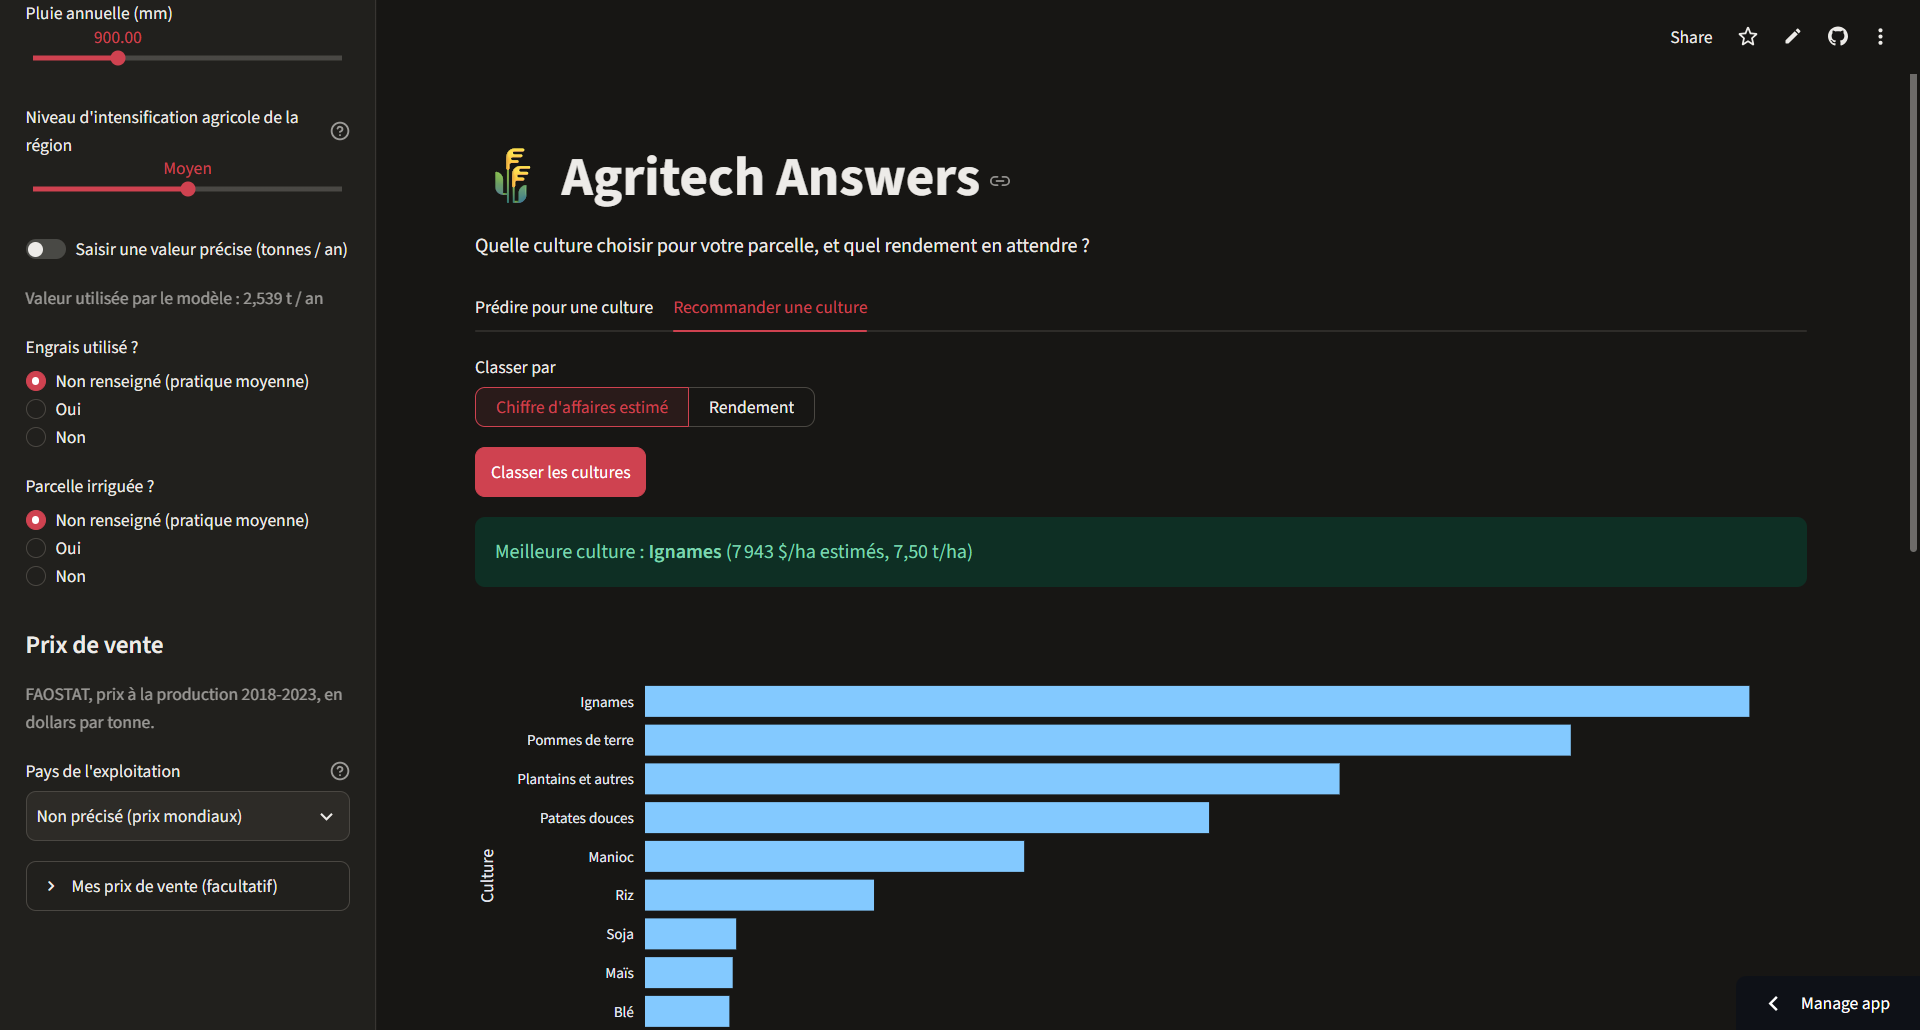 Pluie annuelle (mm)
900.00
Niveau d'intensification agricole de la
région
Moyen
Saisir une valeur précise (tonnes / an)
Valeur utilisée par le modèle : 2,539 t / an
Engrais utilisé ?
Non renseigné (pratique moyenne)
Oui
Non
Parcelle irriguée ?
Non renseigné (pratique moyenne)
Oui
Non
Prix de vente
FAOSTAT, prix à la production 2018-2023, en
dollars par tonne.
Pays de l'exploitation
Non précisé (prix mondiaux)
Mes prix de vente (facultatif)
Share
Agritech Answers
Quelle culture choisir pour votre parcelle, et quel rendement en attendre ?
Prédire pour une culture
Recommander une culture
Classer par
Chiffre d'affaires estimé
Rendement
Classer les cultures
Meilleure culture : Ignames (7 943 $/ha estimés, 7,50 t/ha)
Culture
Ignames
Pommes de terre
Plantains et autres
Patates douces
Manioc
Riz
Soja
Maïs
Blé
Manage app